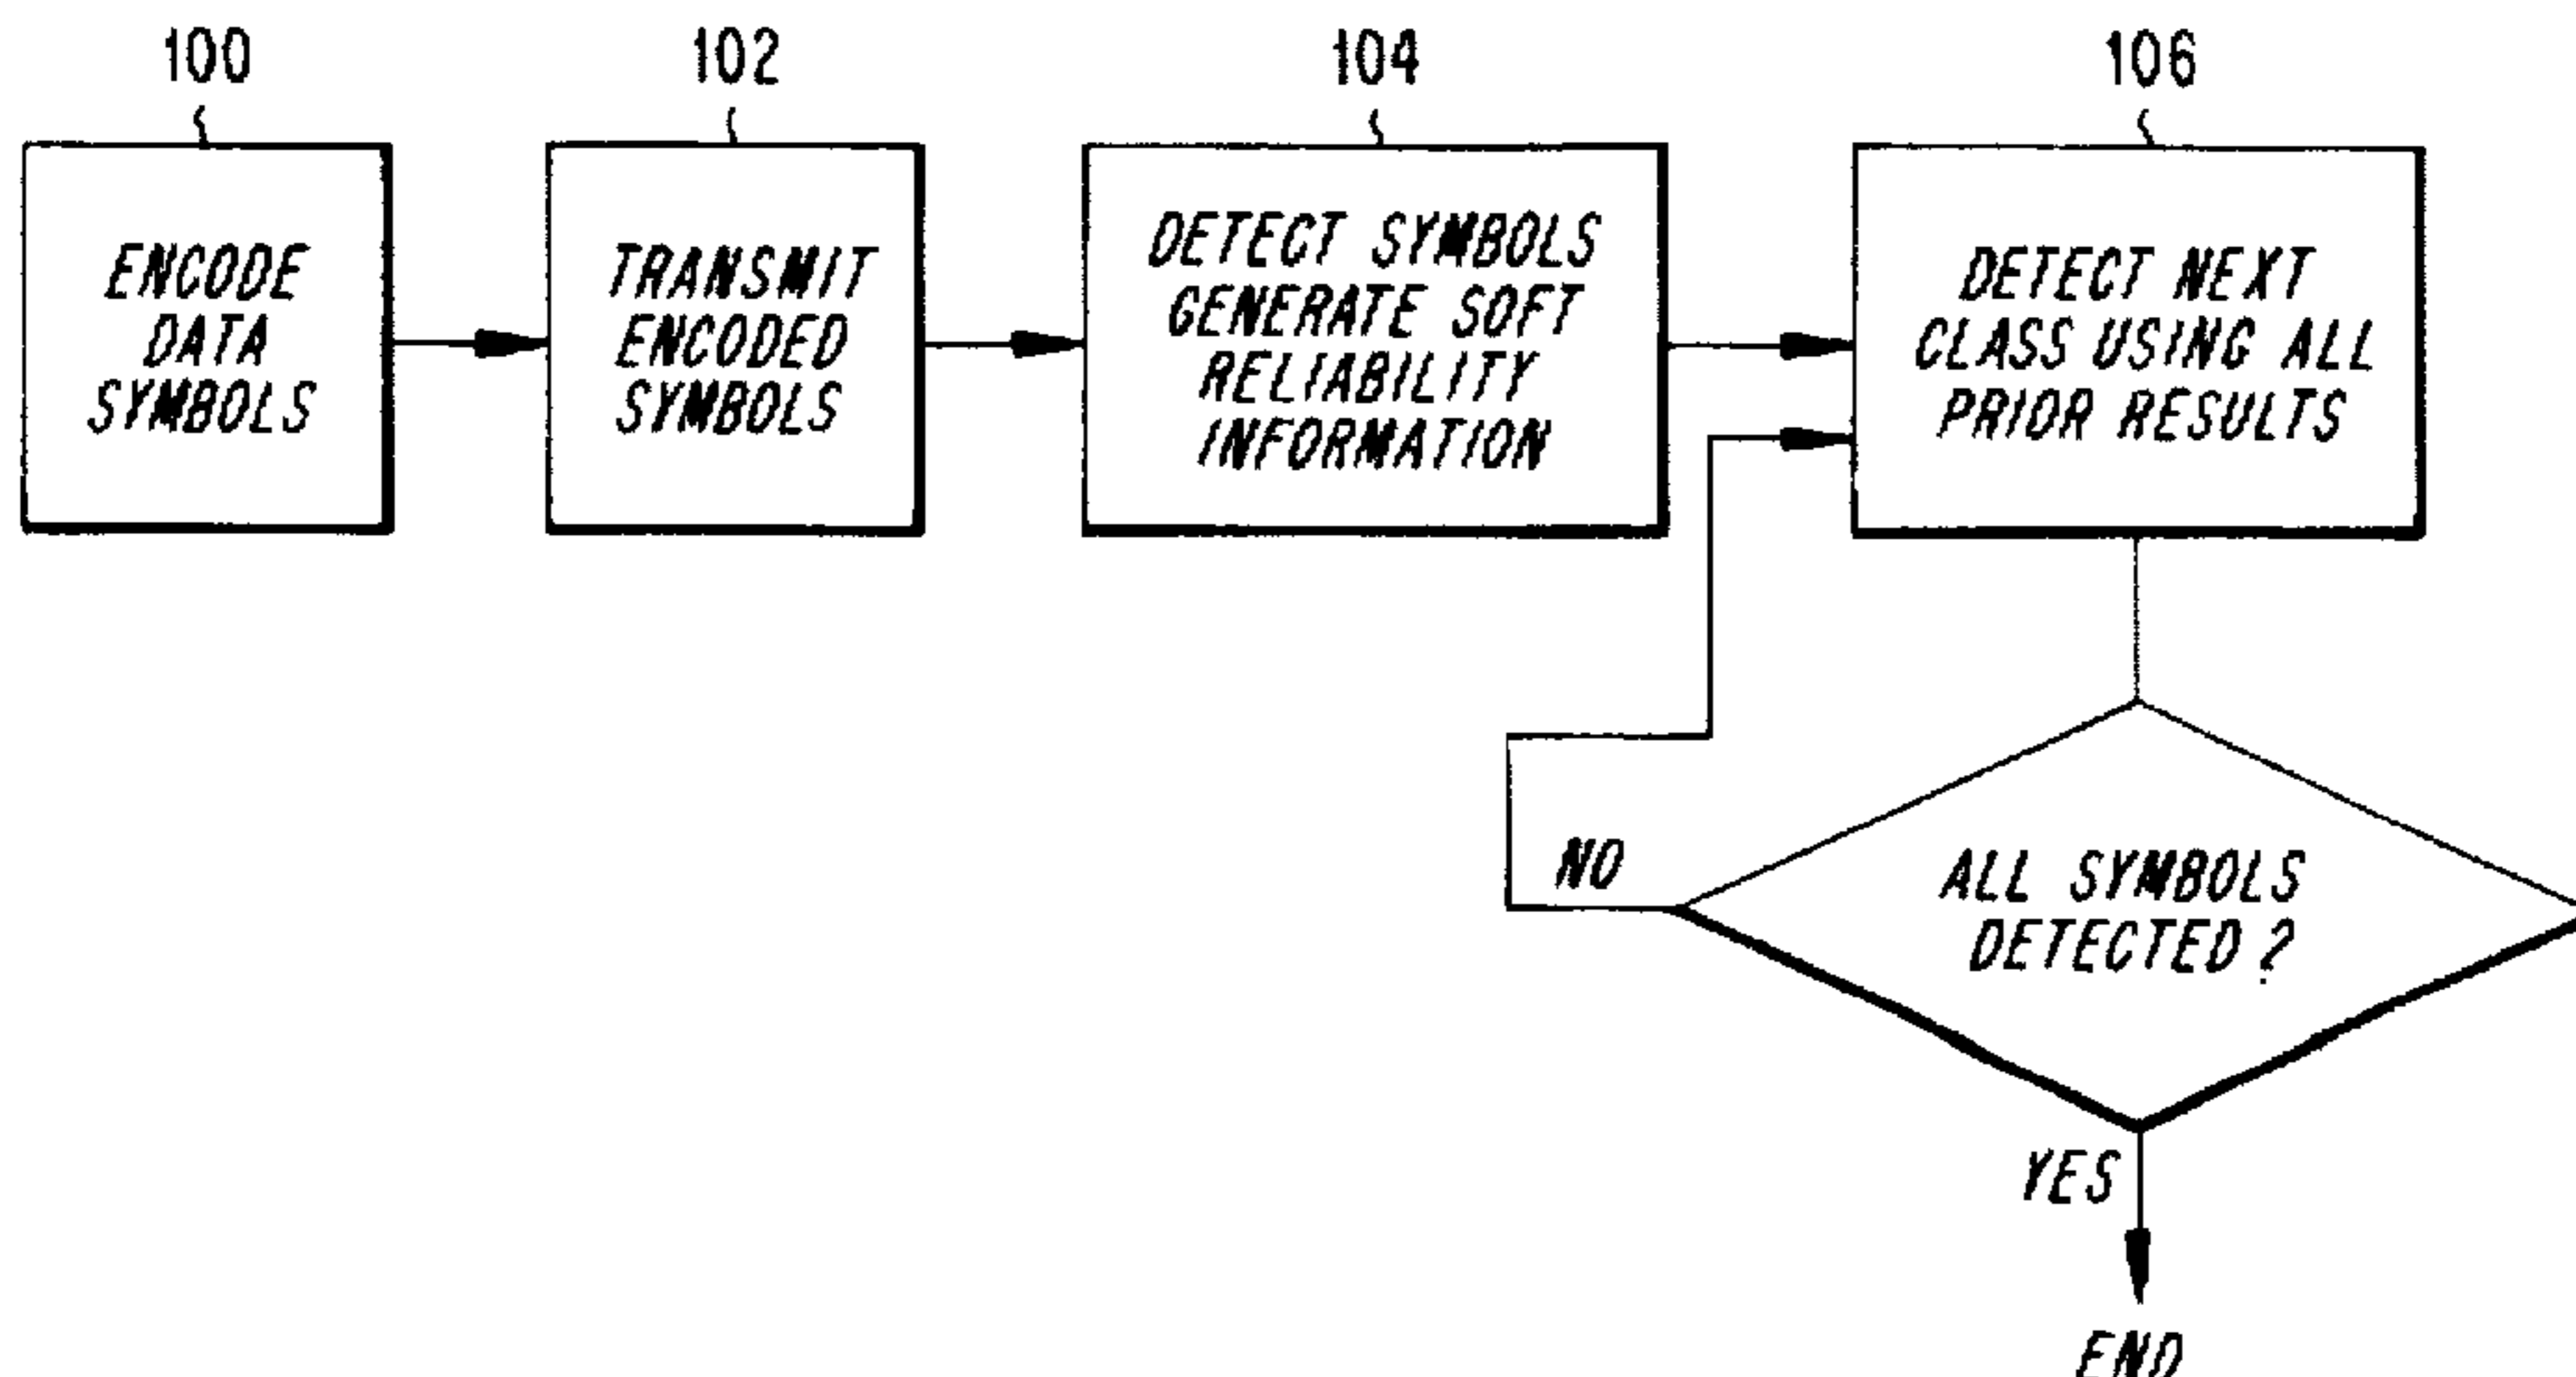 100
102
104
106
ENCODE
DATA
SYMBOLS
TRANSMIT
ENCODED
SYMBOLS
DETECT SYMBOLS
GENERATE SOFT
RELIABILITY
INFORMATION
DETECT NEXT
CLASS USING ALL
PRIOR RESULTS
NO
ALL SYMBOLS
DETECTED?
YES
END